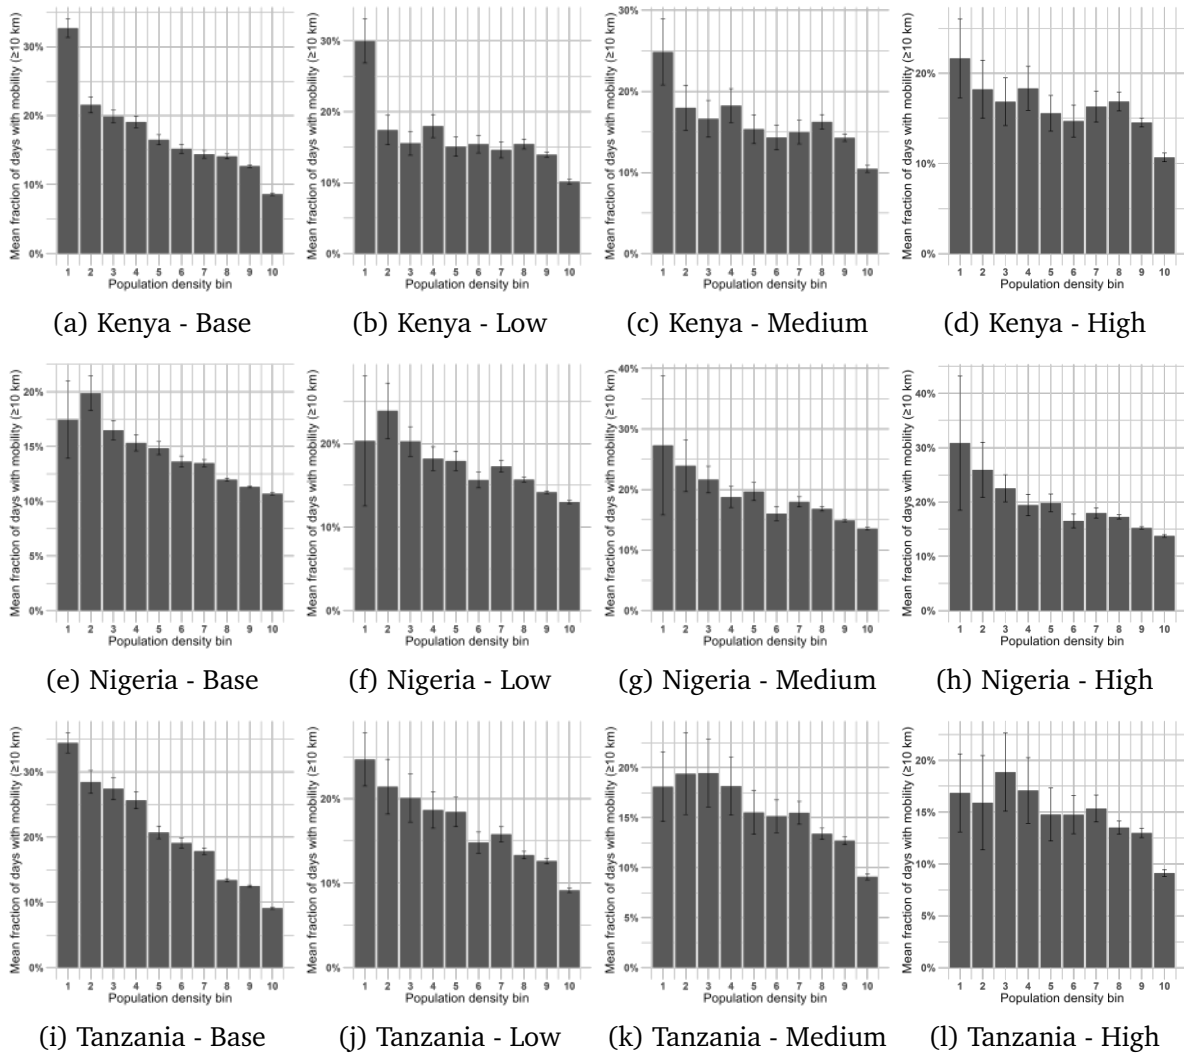 Mean fraction of days with mobility (≥10 km)
30%
20%
10%
0%
1 2 3 4 5 6 7 8 9 10
Population density bin
(a) Kenya - Base
Mean fraction of days with mobility (≥10 km)
30%
20%
10%
0%
1 2 3 4 5 6 7 8 9 10
Population density bin
(b) Kenya - Low
Mean fraction of days with mobility (≥10 km)
30%
20%
10%
0%
1 2 3 4 5 6 7 8 9 10
Population density bin
(c) Kenya - Medium
Mean fraction of days with mobility (≥10 km)
20%
10%
0%
1 2 3 4 5 6 7 8 9 10
Population density bin
(d) Kenya - High
Mean fraction of days with mobility (≥10 km)
20%
15%
10%
5%
0%
1 2 3 4 5 6 7 8 9 10
Population density bin
(e) Nigeria - Base
Mean fraction of days with mobility (≥10 km)
20%
10%
0%
1 2 3 4 5 6 7 8 9 10
Population density bin
(f) Nigeria - Low
Mean fraction of days with mobility (≥10 km)
40%
30%
20%
10%
0%
1 2 3 4 5 6 7 8 9 10
Population density bin
(g) Nigeria - Medium
Mean fraction of days with mobility (≥10 km)
40%
30%
20%
10%
0%
1 2 3 4 5 6 7 8 9 10
Population density bin
(h) Nigeria - High
Mean fraction of days with mobility (≥10 km)
30%
20%
10%
0%
1 2 3 4 5 6 7 8 9 10
Population density bin
(i) Tanzania - Base
Mean fraction of days with mobility (≥10 km)
20%
10%
0%
1 2 3 4 5 6 7 8 9 10
Population density bin
(j) Tanzania - Low
Mean fraction of days with mobility (≥10 km)
20%
15%
10%
5%
0%
1 2 3 4 5 6 7 8 9 10
Population density bin
(k) Tanzania - Medium
Mean fraction of days with mobility (≥10 km)
20%
15%
10%
5%
0%
1 2 3 4 5 6 7 8 9 10
Population density bin
(l) Tanzania - High